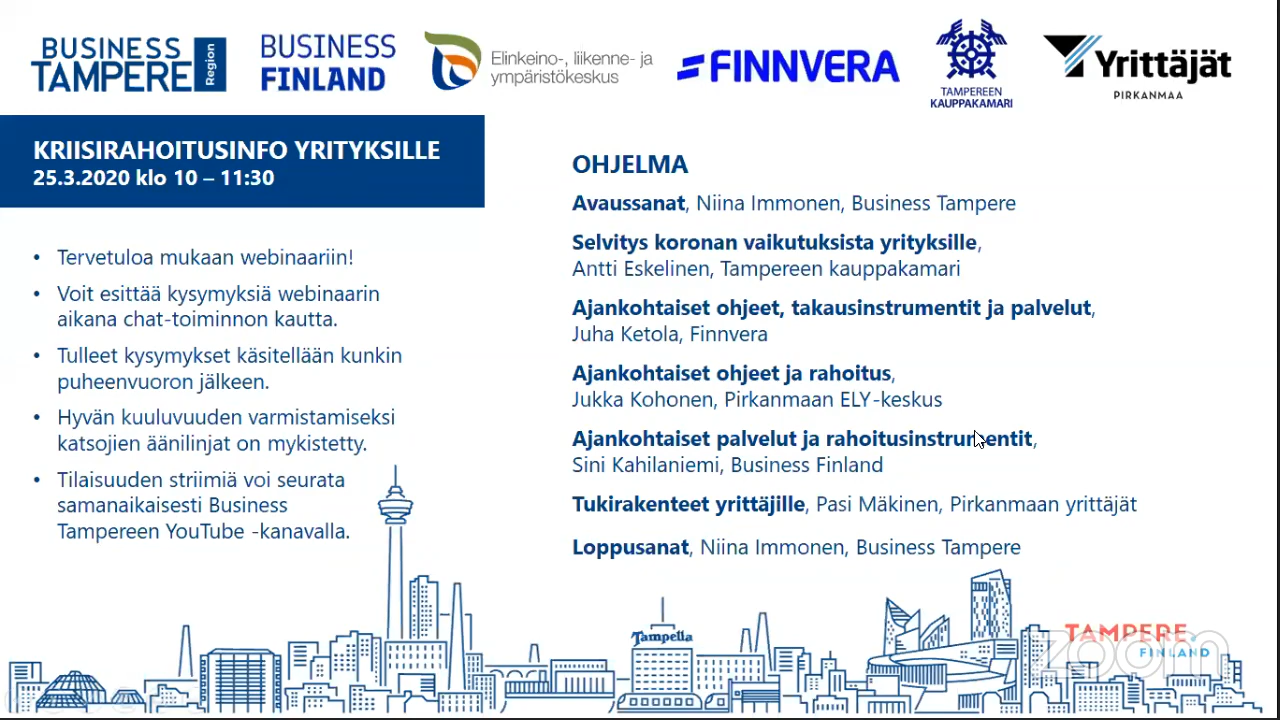 BUSINESS
TAMPERE
Region
BUSINESS
FINLAND
Elinkeino-, liikenne- ja
ympäristökeskus
FINNVERA
TAMPEREEN
KAUPPAKAMARI
Yrittäjät
PIRKANMAA
KRIISIRAHOITUSINFO YRITYKSILLE
25.3.2020 klo 10 – 11:30
• Tervetuloa mukaan webinaariin!
• Voit esittää kysymyksiä webinaarin
aikana chat-toiminnon kautta.
• Tulleet kysymykset käsitellään kunkin
puheenvuoron jälkeen.
• Hyvän kuuluvuuden varmistamiseksi
katsojien äänilinjat on mykistetty.
• Tilaisuuden striimiä voi seurata
samanaikaisesti Business
Tampereen YouTube -kanavalla.
OHJELMA
Avaussanat, Niina Immonen, Business Tampere
Selvitys koronan vaikutuksista yrityksille,
Antti Eskelinen, Tampereen kauppakamari
Ajankohtaiset ohjeet, takausinstrumentit ja palvelut,
Juha Ketola, Finnvera
Ajankohtaiset ohjeet ja rahoitus,
Jukka Kohonen, Pirkanmaan ELY-keskus
Ajankohtaiset palvelut ja rahoitusinstrumentit,
Sini Kahilaniemi, Business Finland
Tukirakenteet yrittäjille, Pasi Mäkinen, Pirkanmaan yrittäjät
Loppusanat, Niina Immonen, Business Tampere
Tampella
TAMPERE.
FINLAND
zoom